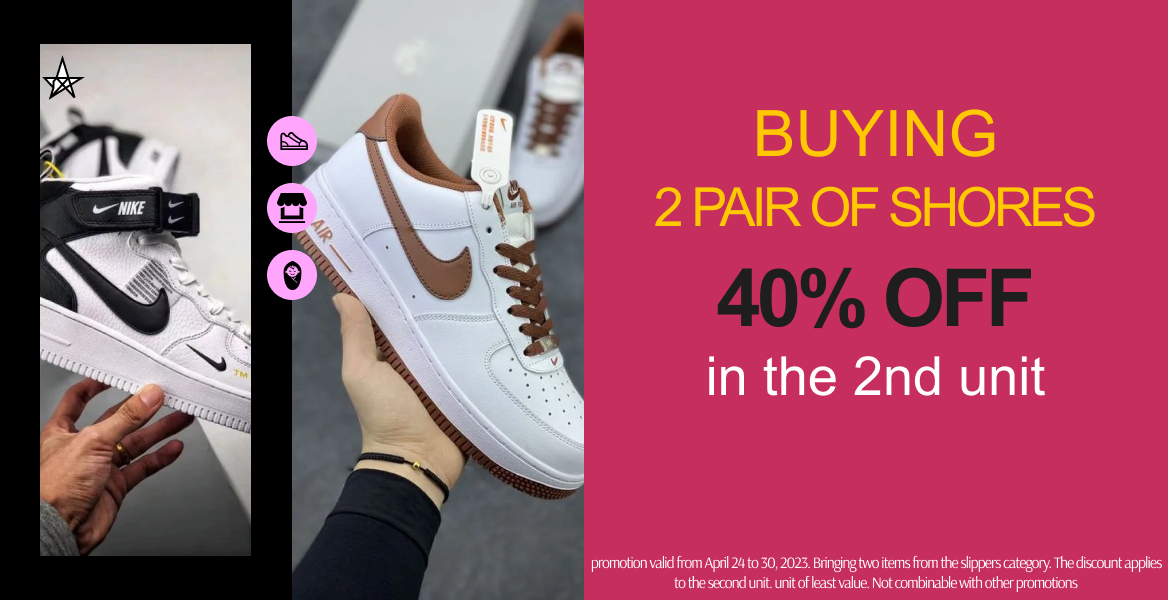 NIKE
TM
AIR
BUYING
2 PAIR OF SHORES
40% OFF
in the 2nd unit
promotion valid from April 24 to 30, 2023. Bringing two items from the slippers category. The discount applies
to the second unit. unit of least value. Not combinable with other promotions